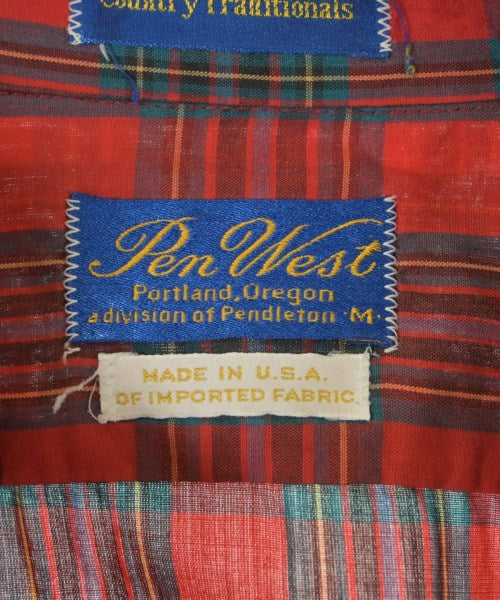 Country Traditionals
Pen West
Portland, Oregon
a division of Pendleton · M ·
MADE IN U.S.A.
OF IMPORTED FABRIC